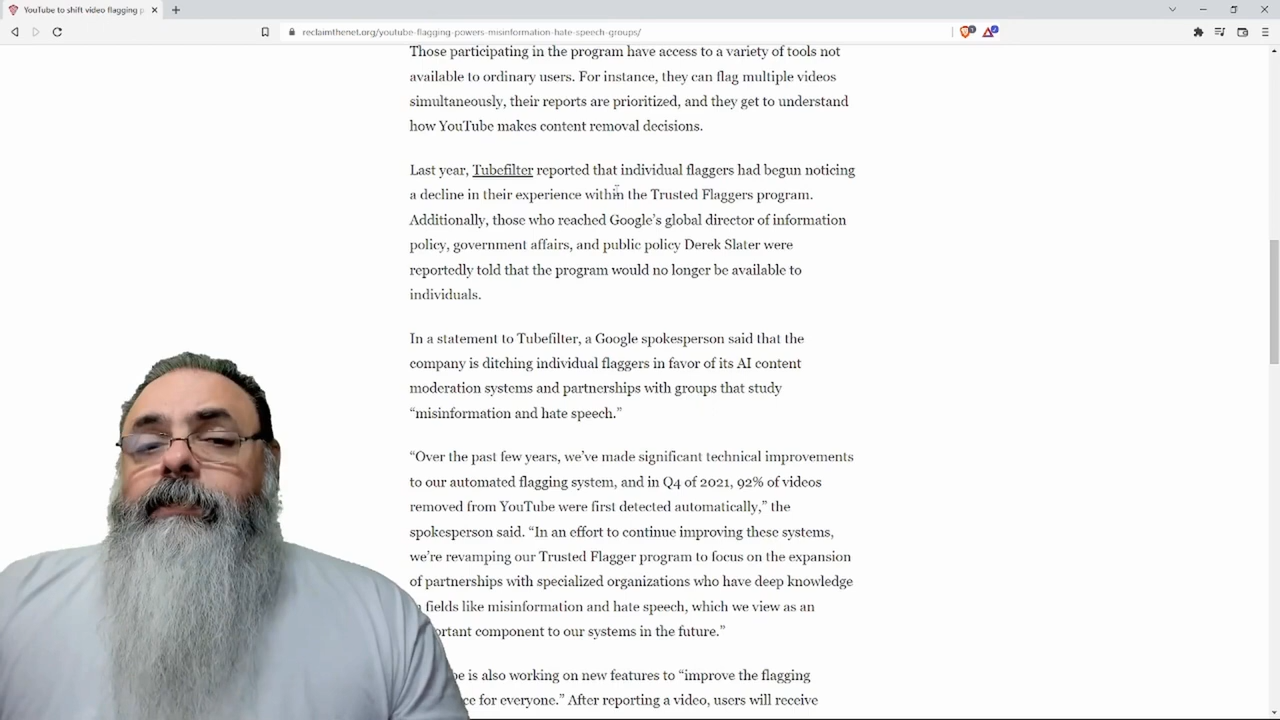 YouTube to shift video flagging p
reclaimthenet.org/youtube-flagging-powers-misinformation-hate-speech-groups/
Those participating in the program have access to a variety of tools not
available to ordinary users. For instance, they can flag multiple videos
simultaneously, their reports are prioritized, and they get to understand
how YouTube makes content removal decisions.
Last year, Tubefilter reported that individual flaggers had begun noticing
a decline in their experience within the Trusted Flaggers program.
Additionally, those who reached Google’s global director of information
policy, government affairs, and public policy Derek Slater were
reportedly told that the program would no longer be available to
individuals.
In a statement to Tubefilter, a Google spokesperson said that the
company is ditching individual flaggers in favor of its AI content
moderation systems and partnerships with groups that study
“misinformation and hate speech.”
“Over the past few years, we’ve made significant technical improvements
to our automated flagging system, and in Q4 of 2021, 92% of videos
removed from YouTube were first detected automatically,” the
spokesperson said. “In an effort to continue improving these systems,
we’re revamping our Trusted Flagger program to focus on the expansion
of partnerships with specialized organizations who have deep knowledge
fields like misinformation and hate speech, which we view as an
ortant component to our systems in the future.”
be is also working on new features to “improve the flagging
ce for everyone.” After reporting a video, users will receive